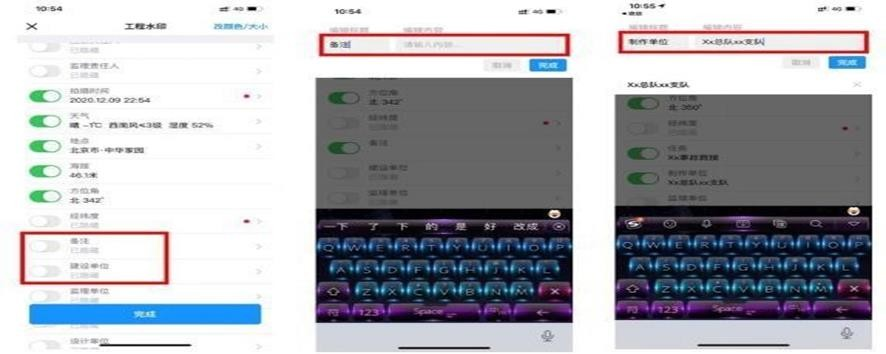 10:54
4G
工程水印
改颜色/大小
已隐藏
监理责任人
已隐藏
拍摄时间
2020.12.09 22:54
天气
晴 -1℃ 西南风≤3级 湿度 52%
地点
北京市·中华家园
海拔
46.1米
方位角
北 342°
经纬度
已隐藏
备注
已隐藏
建设单位
已隐藏
监理单位
已隐藏
完成
设计单位
10:54
4G
编辑标题 编辑内容
备注 请输入内容...
取消 完成
方位角
北 342°
经纬度
已隐藏
备注
建设单位
已隐藏
监理单位
一下 了 下 的 是 好 改成
Q W E R T Y U I O P
A S D F G H J K L
Z X C V B N M
符 123 Space
10:55
4G
编辑标题 编辑内容
制作单位 Xx总队xx支队
取消 完成
Xx总队xx支队
方位角
北 350°
经纬度
已隐藏
任务
Xx事故救援
制作单位
Xx总队xx支队
监理单位
Q W E R T Y U I O P
A S D F G H J K L
Z X C V B N M
符 123 Space